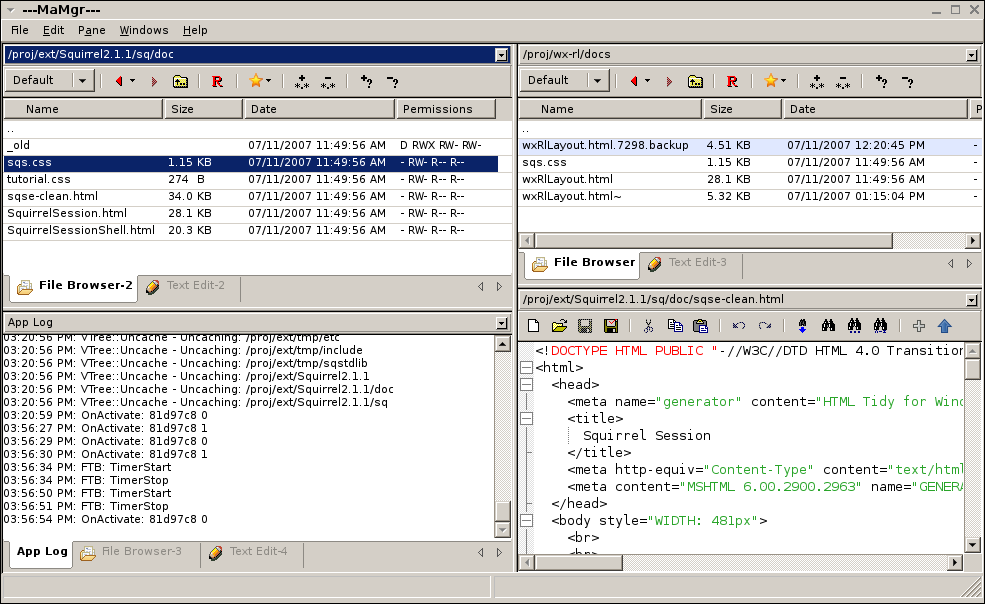 ---MaMgr---
File Edit Pane Windows Help
/proj/ext/Squirrel2.1.1/sq/doc
Default R *.* *.* *? ?
Name Size Date Permissions
..
_old 07/11/2007 11:49:56 AM D RWX RW- RW-
sqs.css 1.15 KB 07/11/2007 11:49:56 AM - RW- R-- R--
tutorial.css 274 B 07/11/2007 11:49:56 AM - RW- R-- R--
sqse-clean.html 34.0 KB 07/11/2007 11:49:56 AM - RW- R-- R--
SquirrelSession.html 28.1 KB 07/11/2007 11:49:56 AM - RW- R-- R--
SquirrelSessionShell.html 20.3 KB 07/11/2007 11:49:56 AM - RW- R-- R--
File Browser-2 Text Edit-2
/proj/wx-rl/docs
Default R *.* *.* *? ?
Name Size Date P
..
wxRlLayout.html.7298.backup 4.51 KB 07/11/2007 12:20:45 PM -
sqs.css 1.15 KB 07/11/2007 11:49:56 AM -
wxRlLayout.html 28.1 KB 07/11/2007 11:49:56 AM -
wxRlLayout.html~ 5.32 KB 07/11/2007 01:15:04 PM -
File Browser Text Edit-3
App Log
03:20:56 PM: VTree::Uncache - Uncaching: /proj/ext/tmp/etc
03:20:56 PM: VTree::Uncache - Uncaching: /proj/ext/tmp/include
03:20:56 PM: VTree::Uncache - Uncaching: /proj/ext/tmp/sqstdlib
03:20:56 PM: VTree::Uncache - Uncaching: /proj/ext/Squirrel2.1.1
03:20:56 PM: VTree::Uncache - Uncaching: /proj/ext/Squirrel2.1.1/doc
03:20:56 PM: VTree::Uncache - Uncaching: /proj/ext/Squirrel2.1.1/sq
03:20:59 PM: OnActivate: 81d97c8 0
03:56:27 PM: OnActivate: 81d97c8 1
03:56:29 PM: OnActivate: 81d97c8 0
03:56:30 PM: OnActivate: 81d97c8 1
03:56:34 PM: FTB: TimerStart
03:56:34 PM: FTB: TimerStop
03:56:50 PM: FTB: TimerStart
03:56:51 PM: FTB: TimerStop
03:56:54 PM: OnActivate: 81d97c8 0
App Log File Browser-3 Text Edit-4
/proj/ext/Squirrel2.1.1/sq/doc/sqse-clean.html
<!DOCTYPE HTML PUBLIC "-//W3C//DTD HTML 4.0 Transition
<html>
<head>
<meta name="generator" content="HTML Tidy for Wind
<title>
Squirrel Session
</title>
<meta http-equiv="Content-Type" content="text/html
<meta content="MSHTML 6.00.2900.2963" name="GENERA
</head>
<body style="WIDTH: 481px">
<br>
<br>